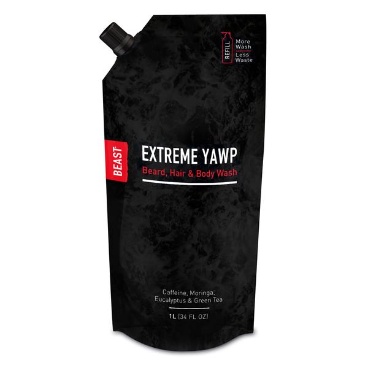 REFILL
More
Wash
Less
Waste
BEAST
EXTREME YAWP
Beard, Hair & Body Wash
Caffeine, Moringa,
Eucalyptus & Green Tea
1L (34 FL OZ)